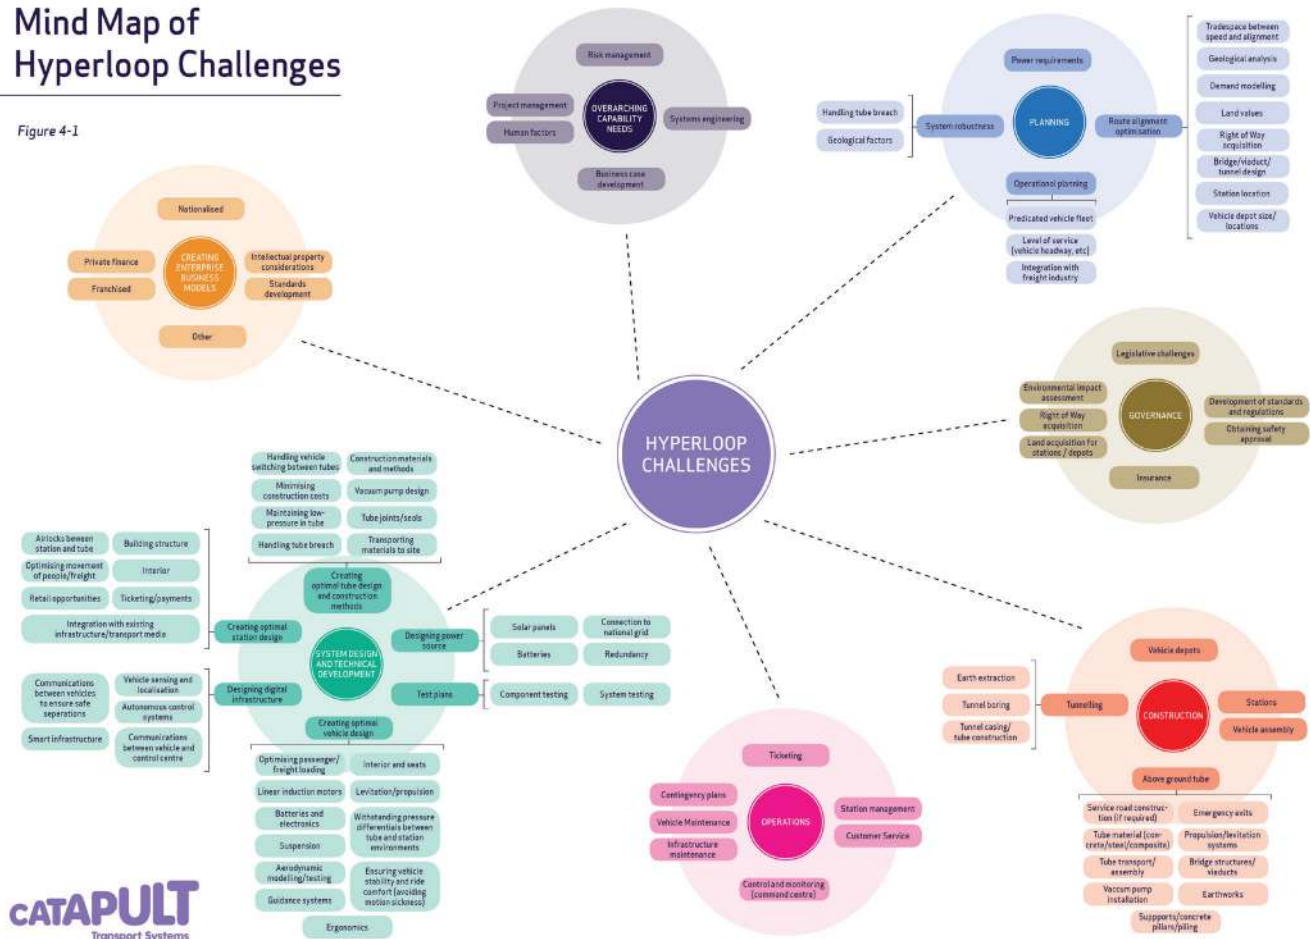 Mind Map of
Hyperloop Challenges
Figure 4-1
Risk management
Project management
Human factors
OVERARCHING
CAPABILITY
NEEDS
Systems engineering
Business case
development
Power requirements
Handling tube breach
Geological factors
System robustness
PLANNING
Route alignment
optimisation
Tradespace between
speed and alignment
Geological analysis
Demand modelling
Land values
Right of Way
acquisition
Bridge/viaduct/
tunnel design
Station location
Vehicle depot size/
locations
Operational planning
Predicated vehicle fleet
Level of service
(vehicle headway, etc)
Integration with
freight industry
Nationalised
Private finance
Franchised
CREATING
ENTERPRISE
BUSINESS
MODELS
Intellectual property
considerations
Standards
development
Other
HYPERLOOP
CHALLENGES
Legislative challenges
Environmental impact
assessment
Right of Way
acquisition
Land acquisition for
stations / depots
GOVERNANCE
Development of standards
and regulations
Obtaining safety
approval
Insurance
Handling vehicle
switching between tubes
Construction materials
and methods
Minimising
construction costs
Vacuum pump design
Maintaining low-
pressure in tube
Tube joints/seals
Handling tube breach
Transporting
materials to site
Creating
optimal tube design
and construction
methods
Airlocks beween
station and tube
Building structure
Optimising movement
of people/freight
Interior
Retail opportunities
Ticketing/payments
Integration with existing
infrastructure/transport media
Creating optimal
station design
SYSTEM DESIGN
AND TECHNICAL
DEVELOPMENT
Designing power
source
Solar panels
Connection to
national grid
Batteries
Redundancy
Communications
between vehicles
to ensure safe
seperations
Vehicle sensing and
localisation
Autonomous control
systems
Smart infrastructure
Communications
between vehicle and
control centre
Designing digital
infrastructure
Test plans
Component testing
System testing
Creating optimal
vehicle design
Optimising passenger/
freight loading
Interior and seats
Linear induction motors
Levitation/propulsion
Batteries and
electronics
Withstanding pressure
differentials between
tube and station
environments
Suspension
Aerodynamic
modelling/testing
Ensuring vehicle
stability and ride
comfort (avoiding
motion sickness)
Guidance systems
Ergonomics
Ticketing
Contingency plans
Vehicle Maintenance
Infrastructure
maintenance
OPERATIONS
Station management
Customer Service
Control and monitoring
(command centre)
Vehicle depots
Earth extraction
Tunnel boring
Tunnel casing/
tube construction
Tunnelling
CONSTRUCTION
Stations
Vehicle assembly
Above ground tube
Service road construc-
tion (if required)
Emergency exits
Tube material (con-
crete/steel/composite)
Propulsion/levitation
systems
Tube transport/
assembly
Bridge structures/
viaducts
Vaccum pump
installation
Earthworks
Suppports/concrete
pillars/piling
CATAPULT
Transport Systems